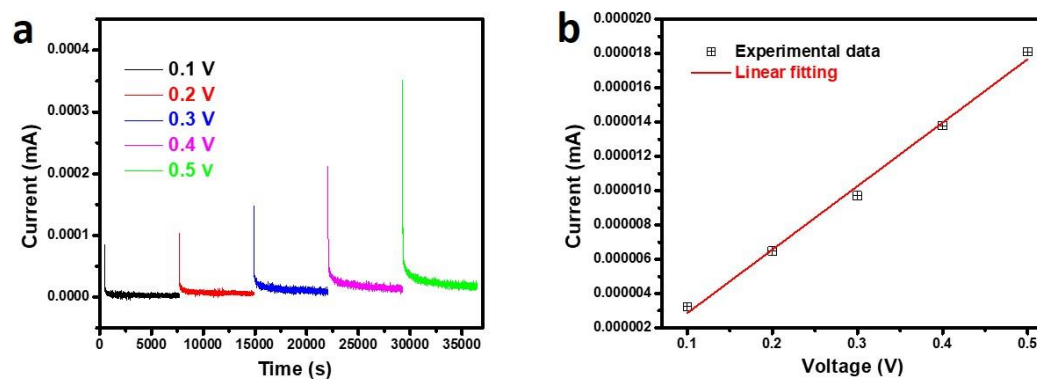 a
0.0004
0.0003
0.0002
0.0001
0.0000
Current (mA)
0.1 V
0.2 V
0.3 V
0.4 V
0.5 V
0 5000 10000 15000 20000 25000 30000 35000
Time (s)
b
0.000020
0.000018
0.000016
0.000014
0.000012
0.000010
0.000008
0.000006
0.000004
0.000002
Current (mA)
Experimental data
Linear fitting
0.1 0.2 0.3 0.4 0.5
Voltage (V)